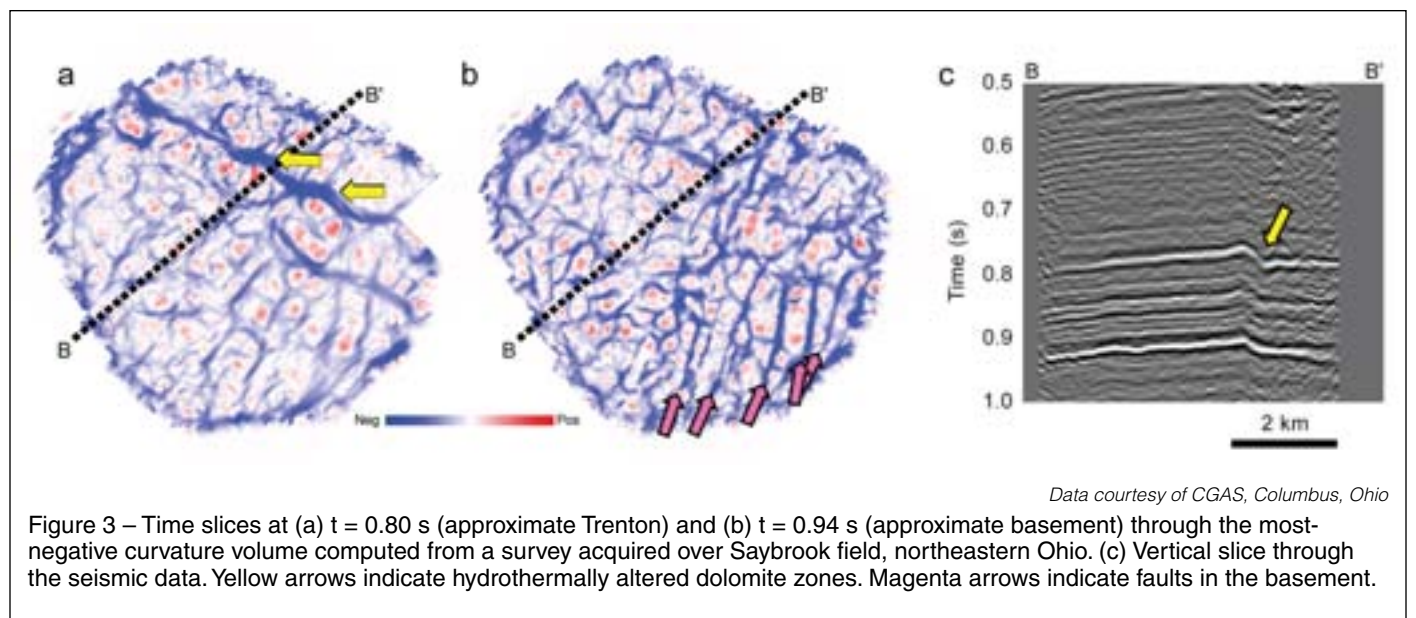 a
b
c
B
B'
B
B'
B
B'
0.5
0.6
0.7
0.8
0.9
1.0
Time (s)
Neg
Pos
2 km
Data courtesy of CGAS, Columbus, Ohio
Figure 3 – Time slices at (a) t = 0.80 s (approximate Trenton) and (b) t = 0.94 s (approximate basement) through the most-
negative curvature volume computed from a survey acquired over Saybrook field, northeastern Ohio. (c) Vertical slice through
the seismic data. Yellow arrows indicate hydrothermally altered dolomite zones. Magenta arrows indicate faults in the basement.